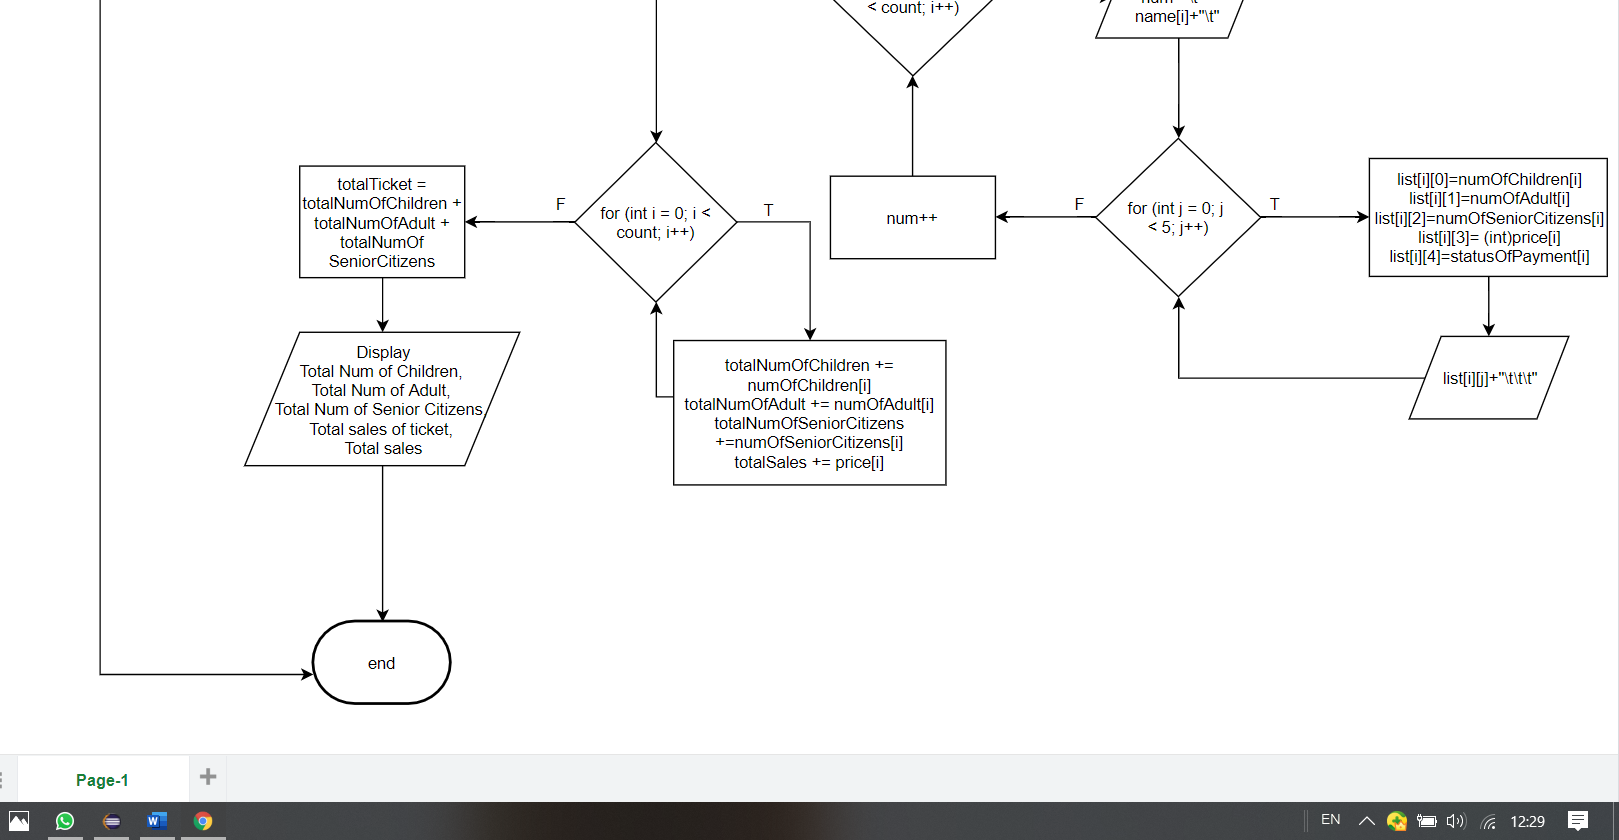 < count; i++)
name[i]+"\t"
totalTicket =
totalNumOfChildren +
totalNumOfAdult +
totalNumOf
SeniorCitizens
F
for (int i = 0; i <
count; i++)
T
num++
F
for (int j = 0; j
< 5; j++)
T
list[i][0]=numOfChildren[i]
list[i][1]=numOfAdult[i]
list[i][2]=numOfSeniorCitizens[i]
list[i][3]= (int)price[i]
list[i][4]=statusOfPayment[i]
Display
Total Num of Children,
Total Num of Adult,
Total Num of Senior Citizens,
Total sales of ticket,
Total sales
totalNumOfChildren +=
numOfChildren[i]
totalNumOfAdult += numOfAdult[i]
totalNumOfSeniorCitizens
+=numOfSeniorCitizens[i]
totalSales += price[i]
list[i][j]+"\t\t\t"
end
Page-1
EN
12:29